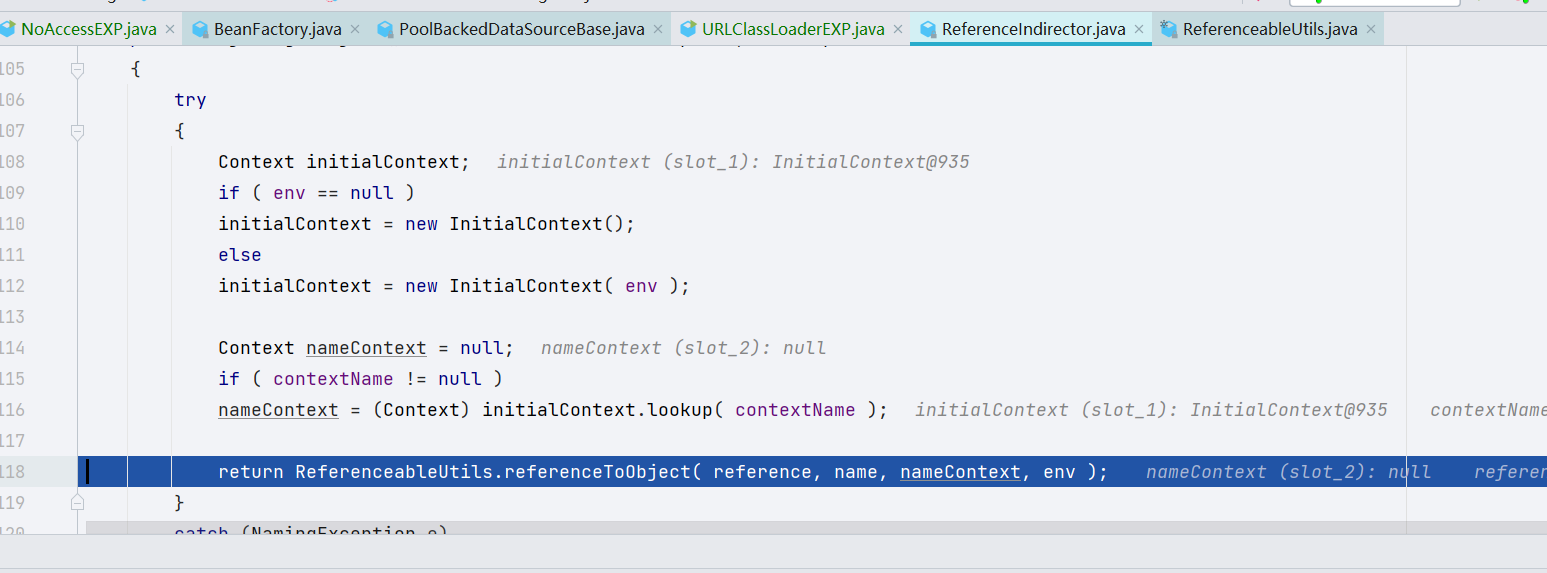 NoAccessEXP.java BeanFactory.java PoolBackedDataSourceBase.java URLClassLoaderEXP.java ReferenceIndirector.java ReferenceableUtils.java
105 {
106 try
107 {
108 Context initialContext; initialContext (slot_1): InitialContext@935
109 if ( env == null )
110 initialContext = new InitialContext();
111 else
112 initialContext = new InitialContext( env );
113
114 Context nameContext = null; nameContext (slot_2): null
115 if ( contextName != null )
116 nameContext = (Context) initialContext.lookup( contextName ); initialContext (slot_1): InitialContext@935 contextName
117
118 return ReferenceableUtils.referenceToObject( reference, name, nameContext, env ); nameContext (slot_2): null referen
119 }
120 catch (NamingException e)